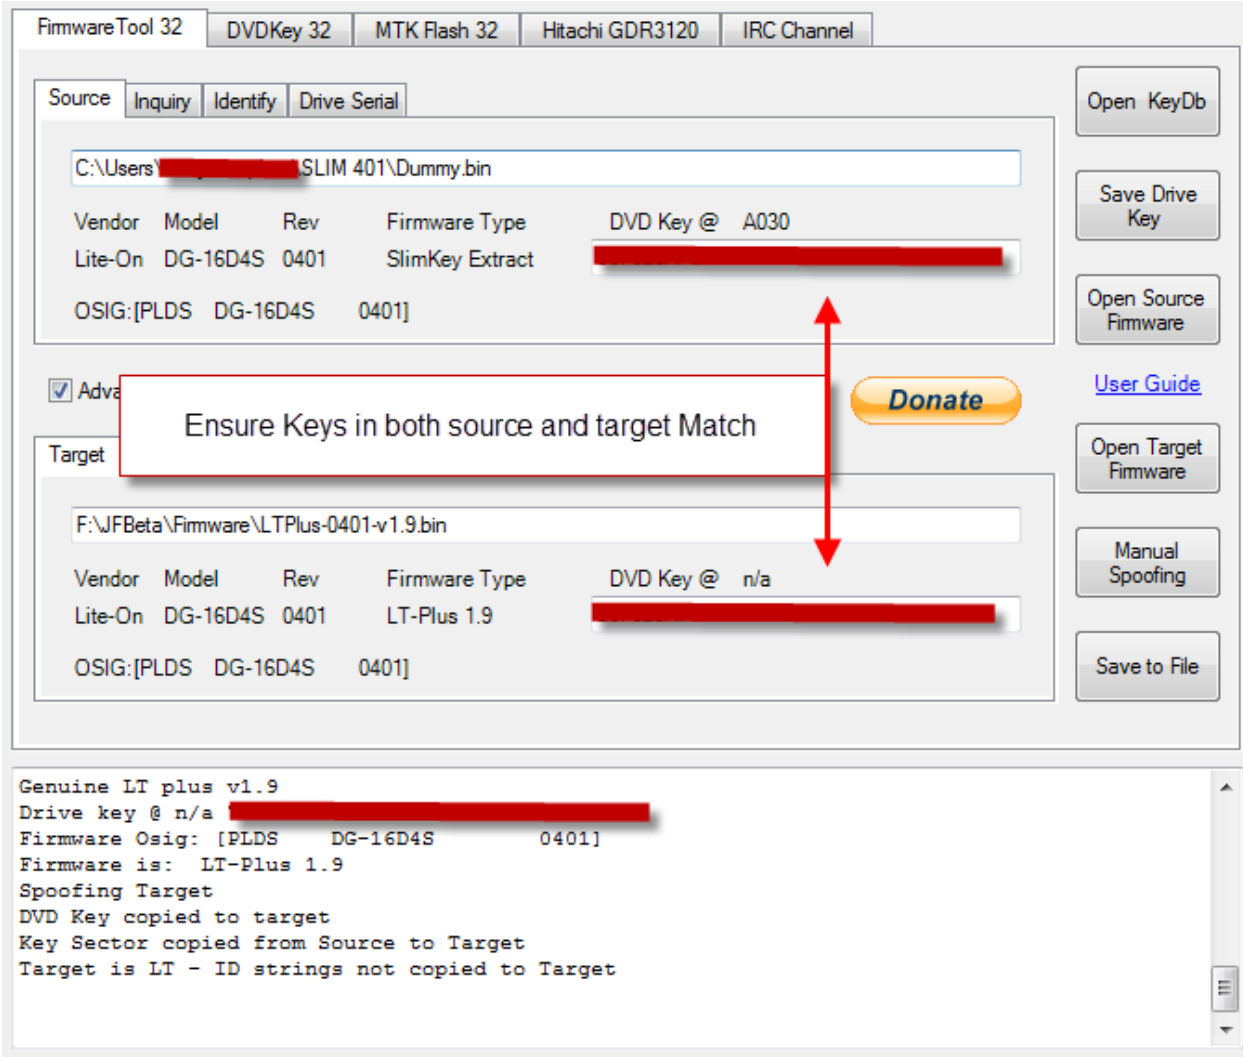 FirmwareTool 32 DVDKey 32 MTK Flash 32 Hitachi GDR3120 IRC Channel
Source Inquiry Identify Drive Serial
Open KeyDb
C:\Users\ \SLIM 401\Dummy.bin
Save Drive
Key
Vendor Model Rev Firmware Type DVD Key @ A030
Lite-On DG-16D4S 0401 SlimKey Extract
OSIG:[PLDS DG-16D4S 0401]
Open Source
Firmware
Donate
User Guide
Ensure Keys in both source and target Match
Target
Open Target
Firmware
F:\JFBeta\Firmware\LTPlus-0401-v1.9.bin
Manual
Spoofing
Vendor Model Rev Firmware Type DVD Key @ n/a
Lite-On DG-16D4S 0401 LT-Plus 1.9
OSIG:[PLDS DG-16D4S 0401]
Save to File
Genuine LT plus v1.9
Drive key @ n/a
Firmware Osig: [PLDS DG-16D4S 0401]
Firmware is: LT-Plus 1.9
Spoofing Target
DVD Key copied to target
Key Sector copied from Source to Target
Target is LT - ID strings not copied to Target